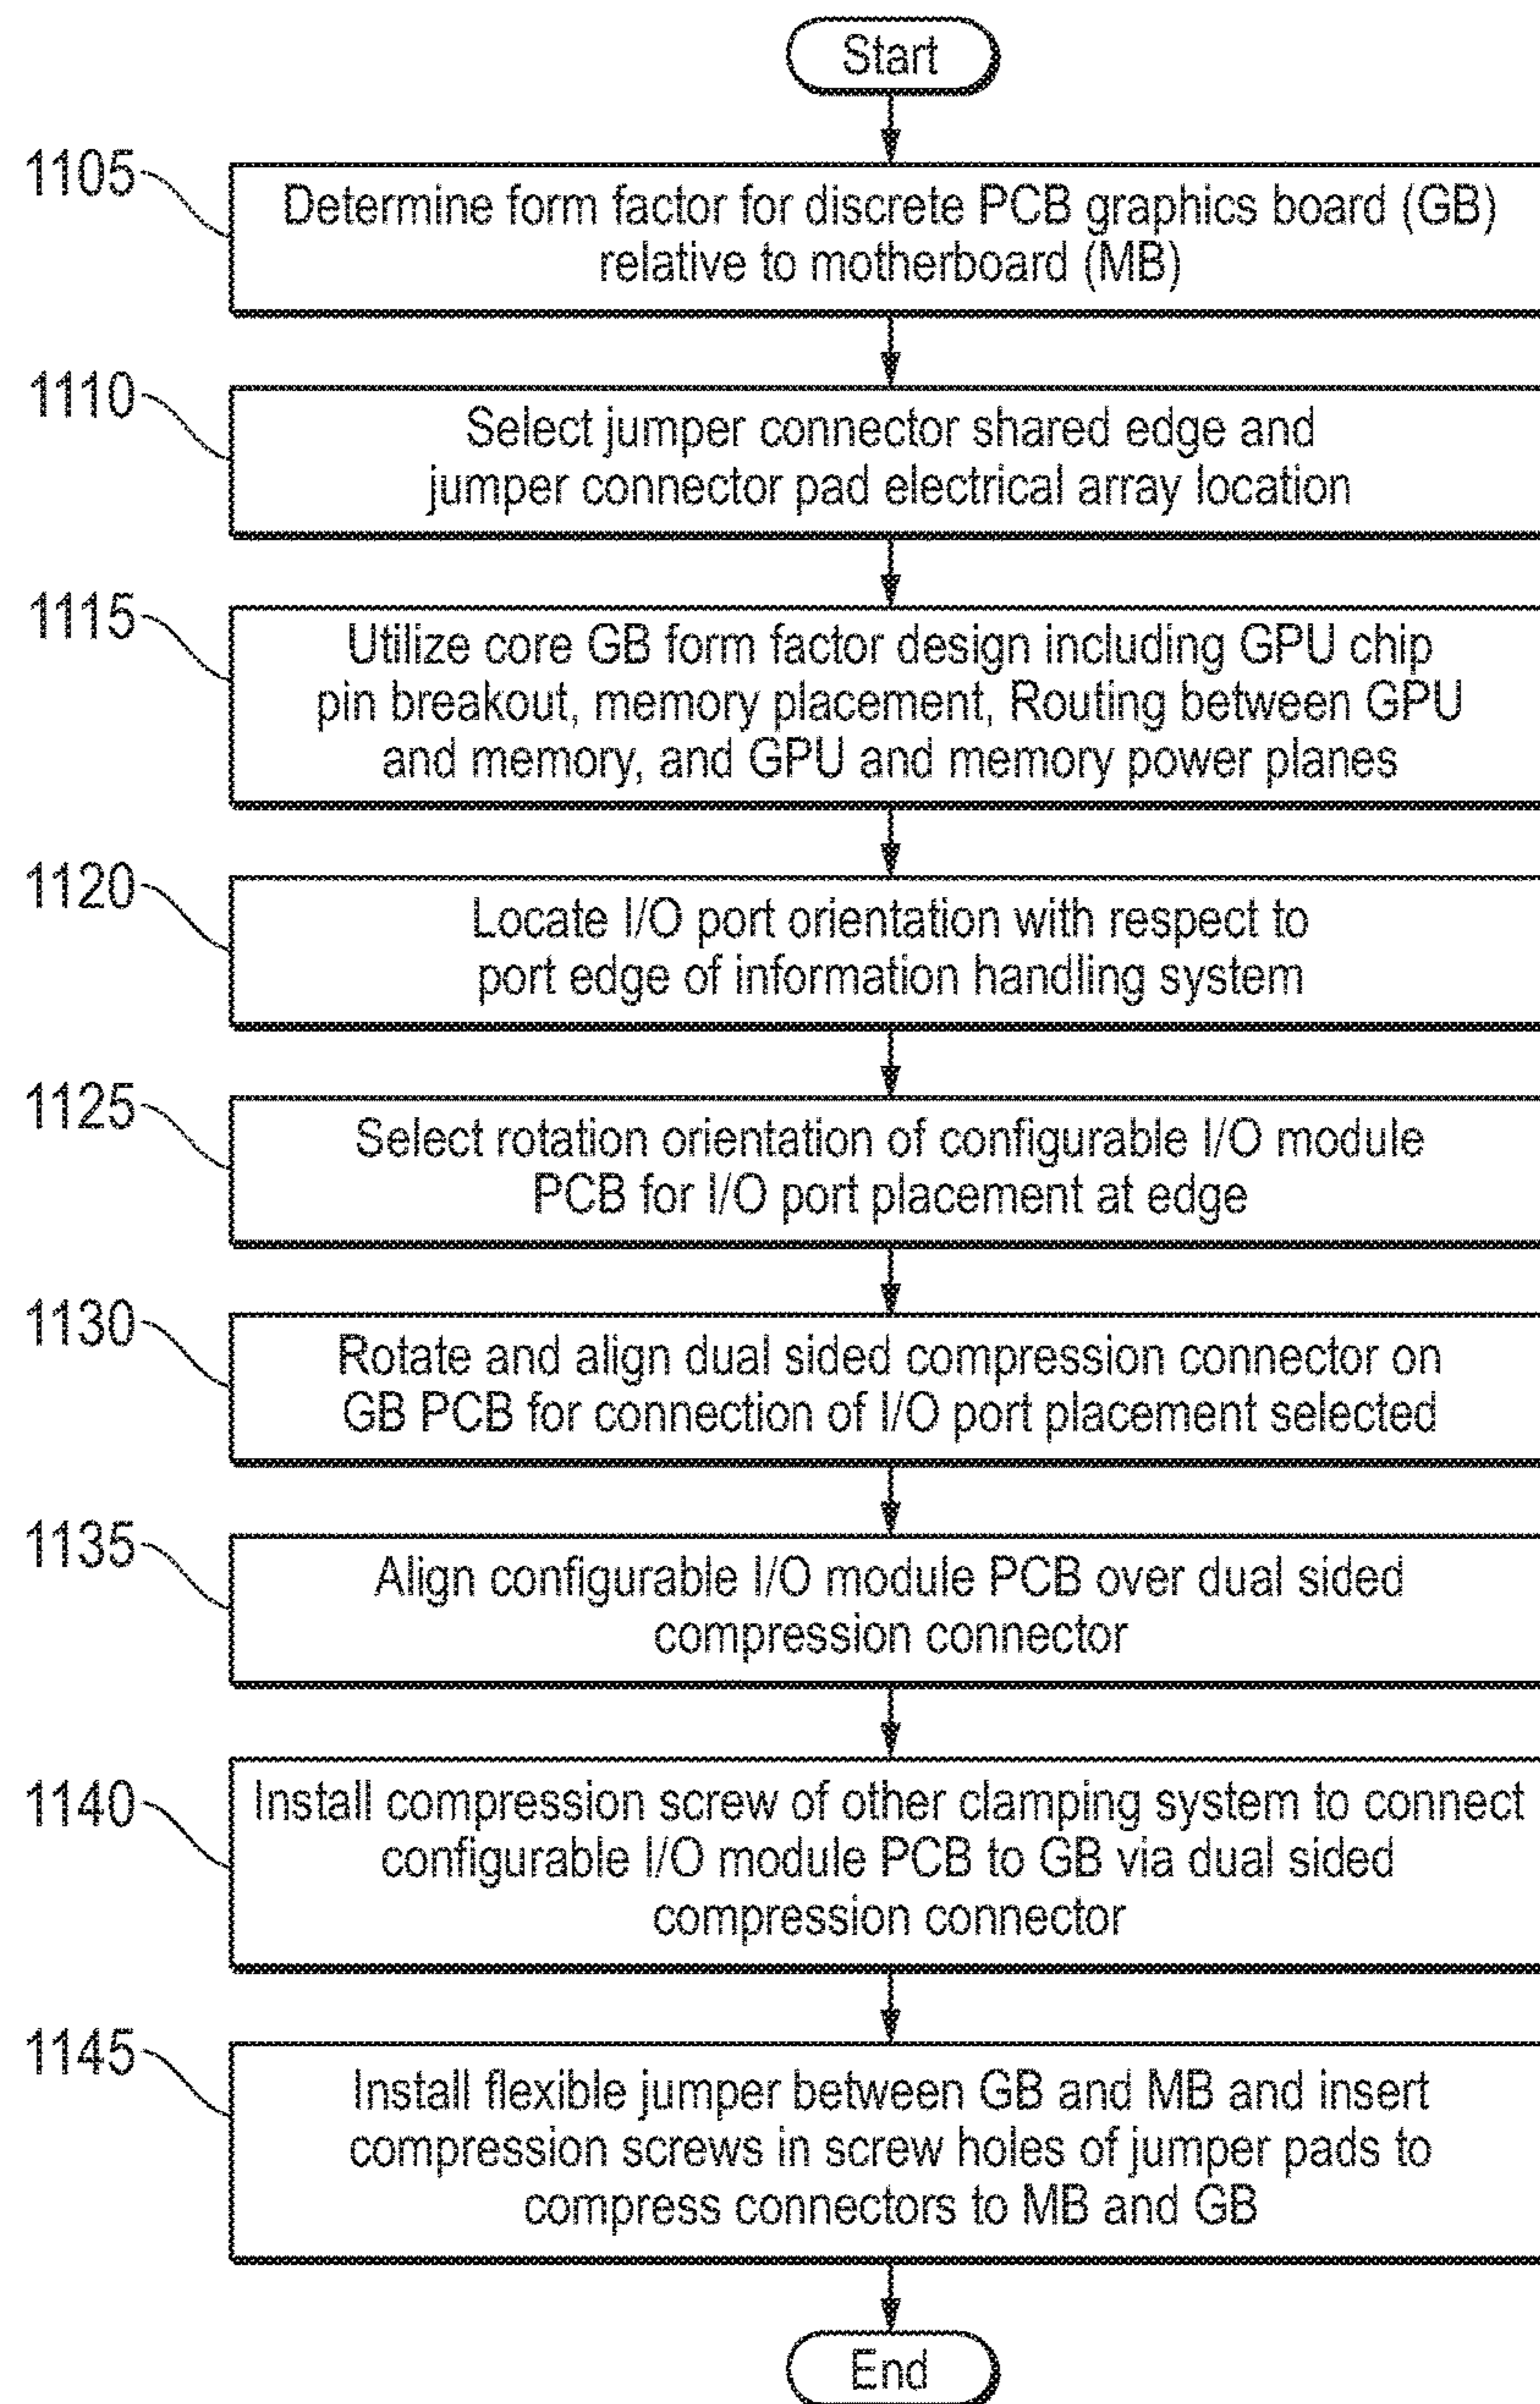 Start
1105
Determine form factor for discrete PCB graphics board (GB)
relative to motherboard (MB)
1110
Select jumper connector shared edge and
jumper connector pad electrical array location
1115
Utilize core GB form factor design including GPU chip
pin breakout, memory placement, Routing between GPU
and memory, and GPU and memory power planes
1120
Locate I/O port orientation with respect to
port edge of information handling system
1125
Select rotation orientation of configurable I/O module
PCB for I/O port placement at edge
1130
Rotate and align dual sided compression connector on
GB PCB for connection of I/O port placement selected
1135
Align configurable I/O module PCB over dual sided
compression connector
1140
Install compression screw of other clamping system to connect
configurable I/O module PCB to GB via dual sided
compression connector
1145
Install flexible jumper between GB and MB and insert
compression screws in screw holes of jumper pads to
compress connectors to MB and GB
End